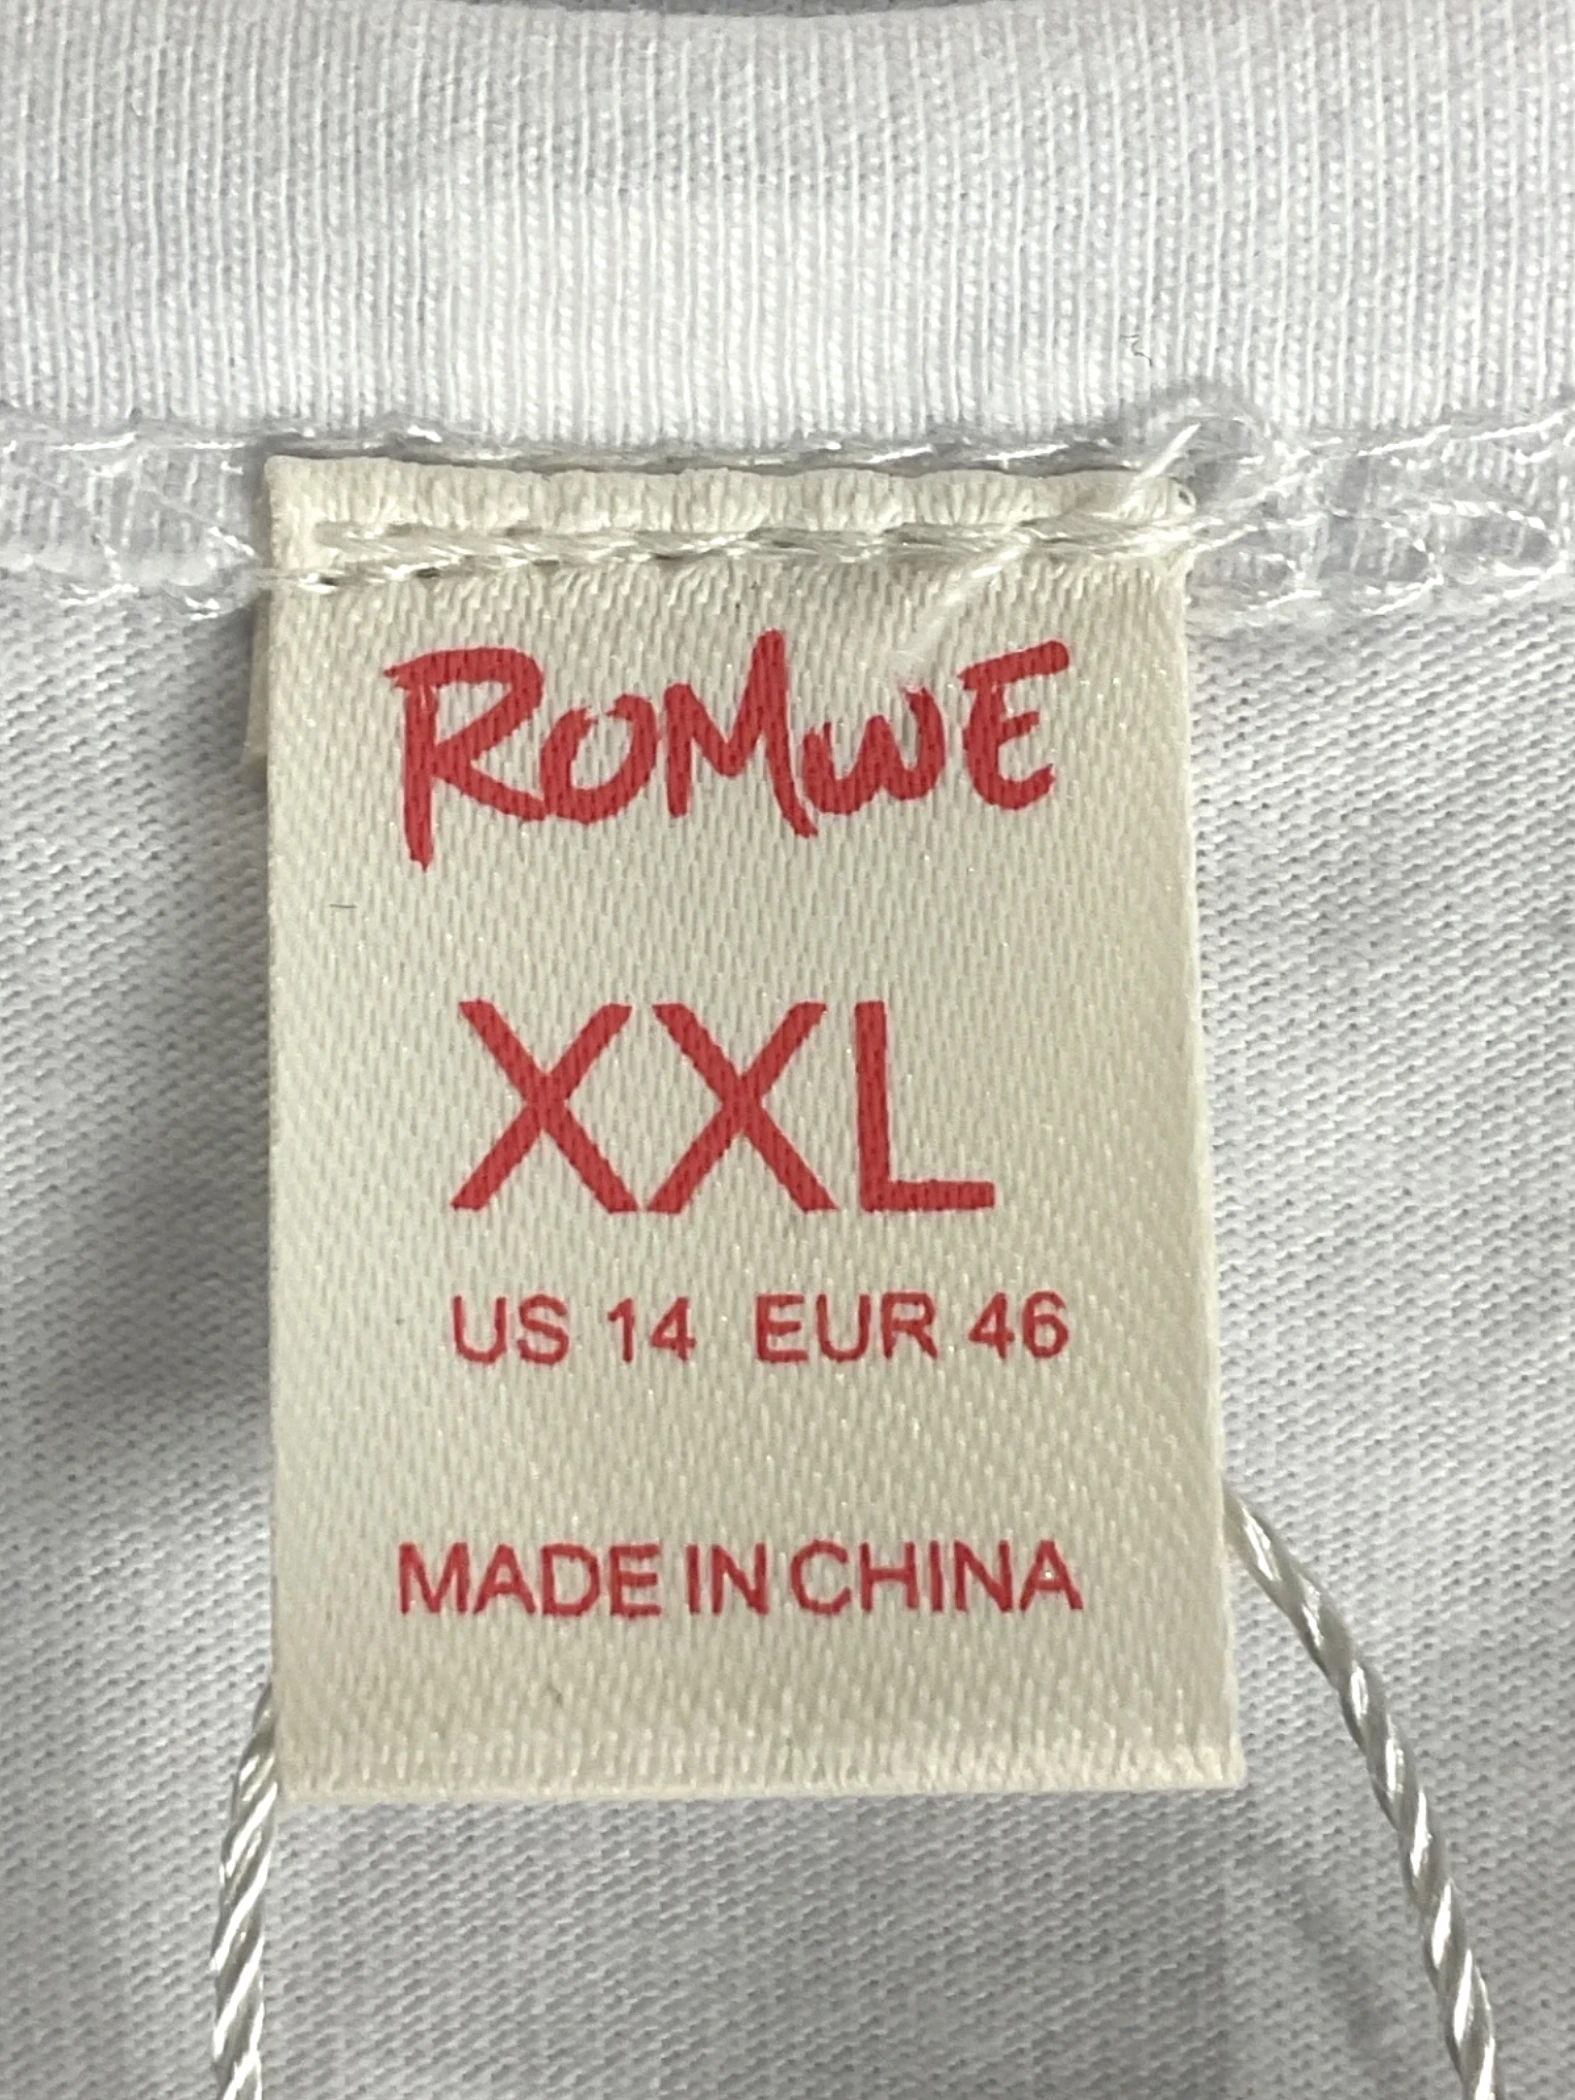 ROMWE
XXL
US 14 EUR 46
MADE IN CHINA